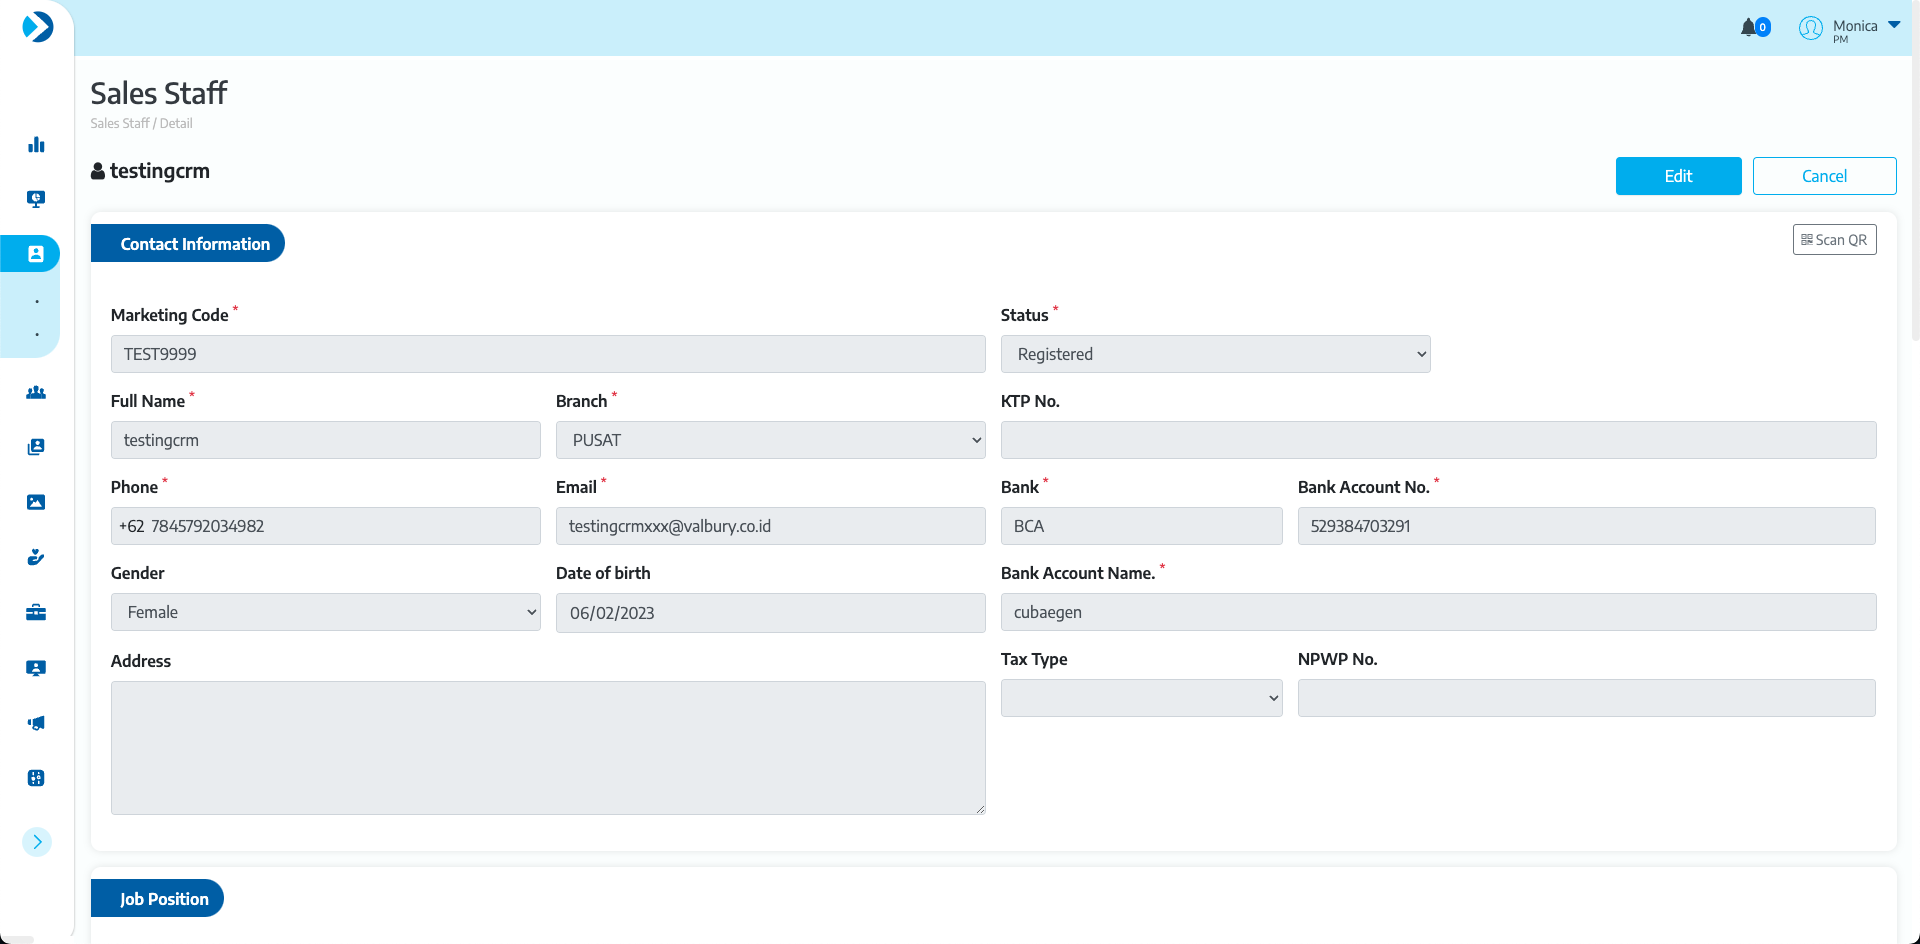 0
Monica
PM
Sales Staff
Sales Staff / Detail
testingcrm
Edit
Cancel
Contact Information
Scan QR
Marketing Code *
Status *
TEST9999
Registered
Full Name *
Branch *
KTP No.
testingcrm
PUSAT
Phone *
Email *
Bank *
Bank Account No. *
+62 7845792034982
testingcrmxxx@valbury.co.id
BCA
529384703291
Gender
Date of birth
Bank Account Name. *
Female
06/02/2023
cubaegen
Address
Tax Type
NPWP No.
Job Position